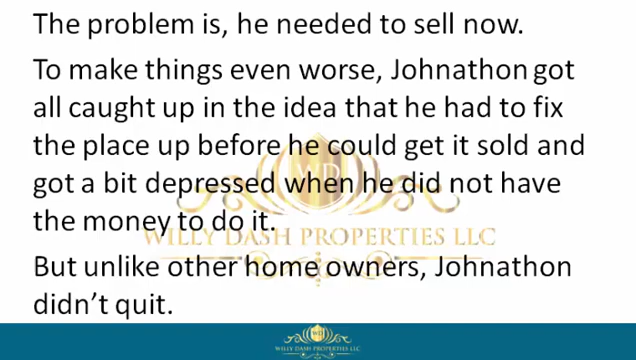 The problem is, he needed to sell now.
To make things even worse, Johnathon got
all caught up in the idea that he had to fix
the place up before he could get it sold and
got a bit depressed when he did not have
the money to do it.
WILLY DASH PROPERTIES LLC
But unlike other home owners, Johnathon
didn't quit.
WILLY DASH PROPERTIES LLC